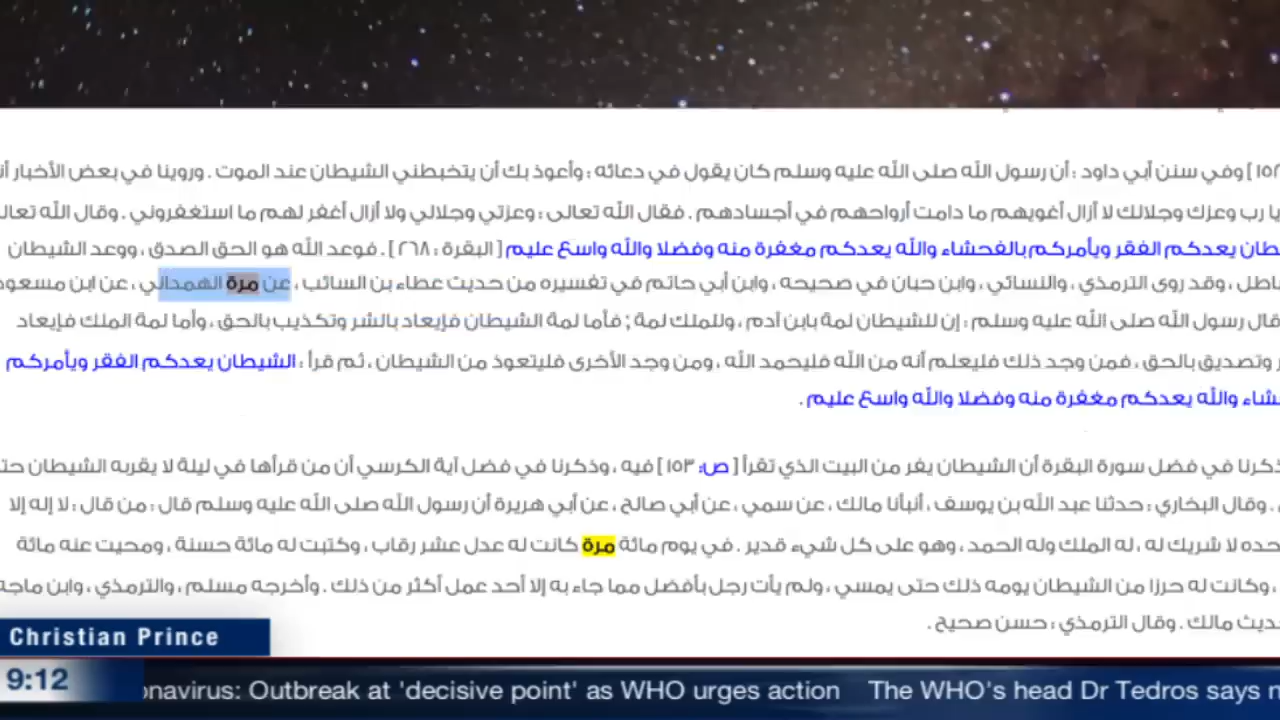 ١٥٢ ] وفي سنن أبي داود : أن رسول الله صلى الله عليه وسلم كان يقول في دعائه : وأعوذ بك أن يتخبطني الشيطان عند الموت . وروينا في بعض الأخبار
يا رب وعزك وجلالك لا أزال أغويهم ما دامت أرواحهم في أجسادهم . فقال الله تعالى : وعزتي وجلالي ولا أزال أغفر لهم ما استغفروني . وقال الله
يعدكم الفقر ويأمركم بالفحشاء والله يعدكم مغفرة منه وفضلا والله واسع عليم [ البقرة : ٢٦٨ ] . فوعد الله هو الحق الصدق ، ووعد الشيطان
، وقد روى الترمذي ، والنسائي ، وابن حبان في صحيحه ، وابن أبي حاتم في تفسيره من حديث عطاء بن السائب ، عن مرة الهمداني ، عن ابن مسعود
قال رسول الله صلى الله عليه وسلم : إن للشيطان لمة بابن آدم ، وللملك لمة ; فأما لمة الشيطان فإيعاد بالشر وتكذيب بالحق ، وأما لمة الملك فإيعاد
وتصديق بالحق ، فمن وجد ذلك فليعلم أنه من الله فليحمد الله ، ومن وجد الأخرى فليتعوذ من الشيطان ، ثم قرأ : الشيطان يعدكم الفقر ويأمركم
والله يعدكم مغفرة منه وفضلا والله واسع عليم .
ذكرنا في فضل سورة البقرة أن الشيطان يفر من البيت الذي تقرأ [ ص: ١٥٣ ] فيه ، وذكرنا في فضل آية الكرسي أن من قرأها في ليلة لا يقربه الشيطان
. وقال البخاري : حدثنا عبد الله بن يوسف ، أنبأنا مالك ، عن سمي ، عن أبي صالح ، عن أبي هريرة أن رسول الله صلى الله عليه وسلم قال : من قال : لا إله إلا
لا شريك له ، له الملك وله الحمد ، وهو على كل شيء قدير . في يوم مائة مرة كانت له عدل عشر رقاب ، وكتبت له مائة حسنة ، ومحيت عنه مائة
، وكانت له حرزا من الشيطان يومه ذلك حتى يمسي ، ولم يأت رجل بأفضل مما جاء به إلا أحد عمل أكثر من ذلك . وأخرجه مسلم ، والترمذي ، وابن ماجه
مالك . وقال الترمذي : حسن صحيح .
Christian Prince
9:12 onavirus: Outbreak at 'decisive point' as WHO urges action The WHO's head Dr Tedros says